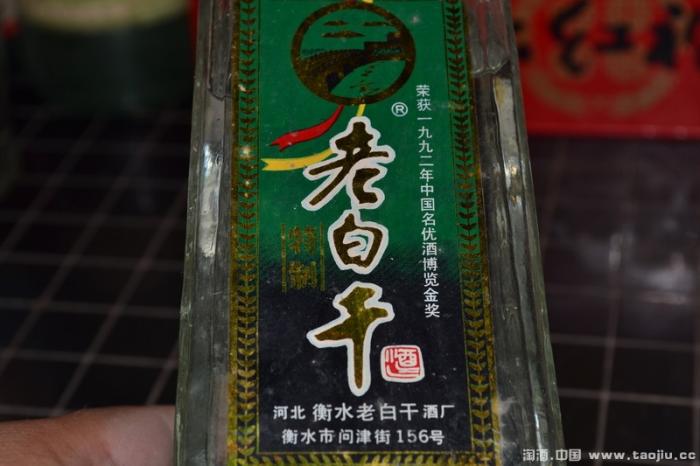 ®
老白干
特制
酒
荣获一九九二年中国名优酒博览金奖
河北 衡水老白干 酒厂
衡水市问津街156号
淘酒.中国 www.taojiu.cc